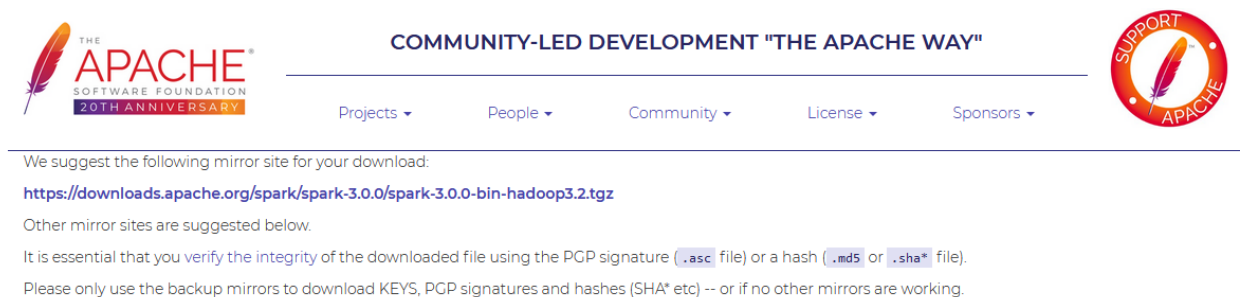 THE
APACHE®
SOFTWARE FOUNDATION
20TH ANNIVERSARY
COMMUNITY-LED DEVELOPMENT "THE APACHE WAY"
SUPPORT
APACHE
Projects
People
Community
License
Sponsors
We suggest the following mirror site for your download:
https://downloads.apache.org/spark/spark-3.0.0/spark-3.0.0-bin-hadoop3.2.tgz
Other mirror sites are suggested below.
It is essential that you verify the integrity of the downloaded file using the PGP signature ( .asc file) or a hash ( .md5 or .sha* file).
Please only use the backup mirrors to download KEYS, PGP signatures and hashes (SHA* etc) -- or if no other mirrors are working.